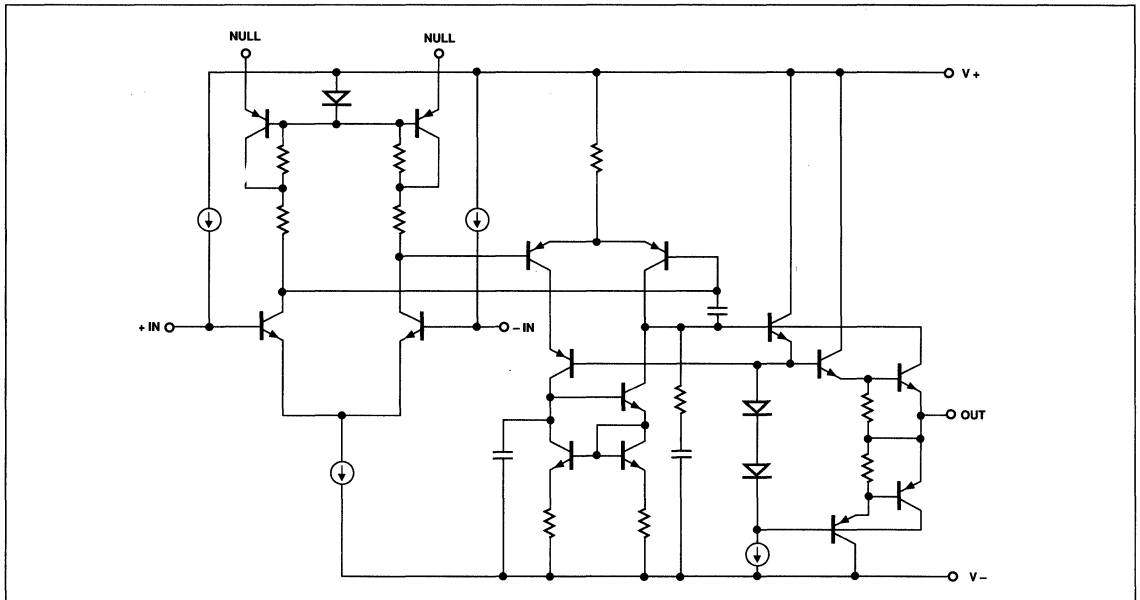 NULL
NULL
V+
+ IN
– IN
OUT
V–